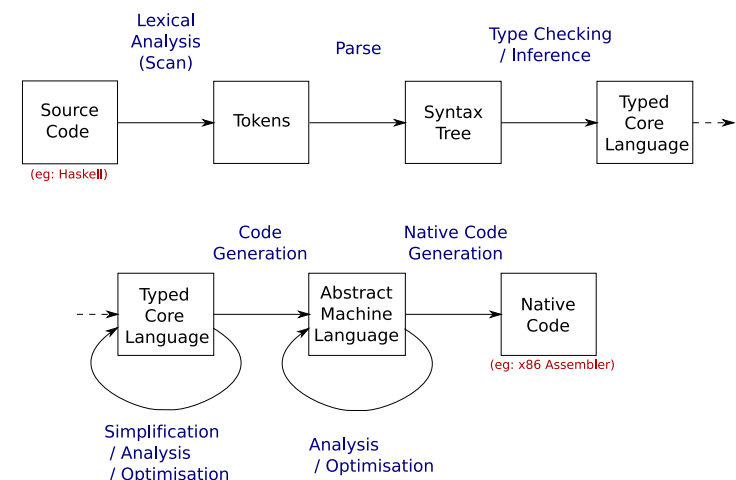 Lexical
Analysis
(Scan)
Parse
Type Checking
/ Inference
Source
Code
Tokens
Syntax
Tree
Typed
Core
Language
(eg: Haskell)
Code
Generation
Native Code
Generation
Typed
Core
Language
Abstract
Machine
Language
Native
Code
(eg: x86 Assembler)
Simplification
/ Analysis
/ Optimisation
Analysis
/ Optimisation